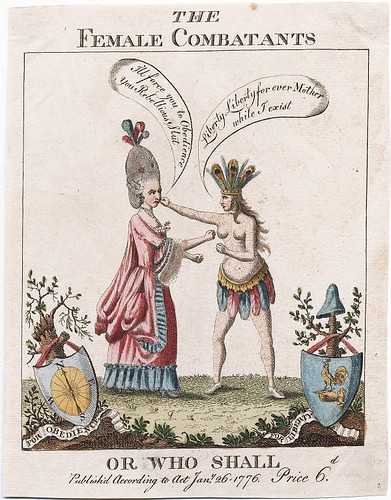 THE
FEMALE COMBATANTS
I'll force you to Obedience
you Rebellious Slut
Liberty Liberty for ever Mother
while I exist
FOR OBEDIENCE
FOR LIBERTY
OR WHO SHALL
Publish'd According to Act Jan.y 26. 1776. Price 6.d